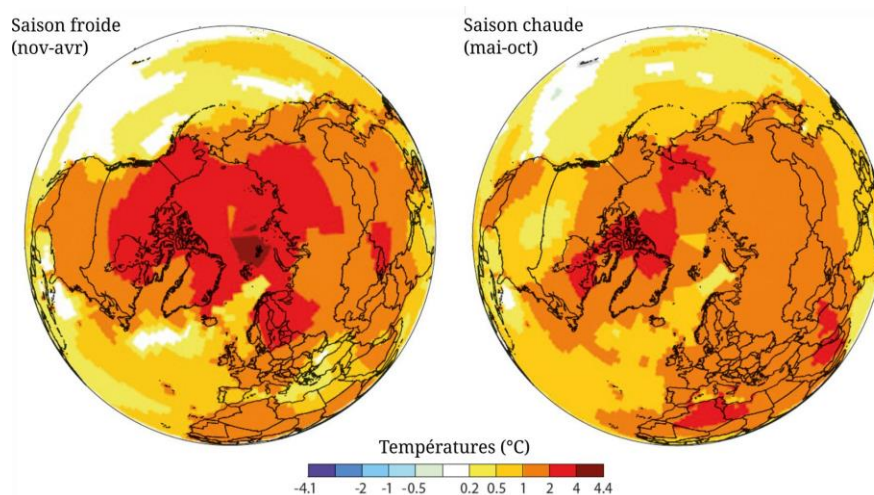 Saison froide
(nov-avr)
Saison chaude
(mai-oct)
Températures (°C)
-4.1 -2 -1 -0.5 0.2 0.5 1 2 4 4.4